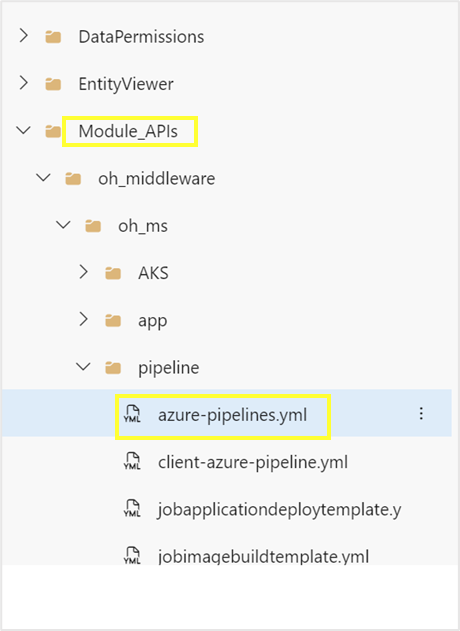 DataPermissions
EntityViewer
Module_APIs
oh_middleware
oh_ms
AKS
app
pipeline
YML azure-pipelines.yml
YML client-azure-pipeline.yml
YML jobapplicationdeploytemplate.y
YML jobimagebuildtemplate.yml